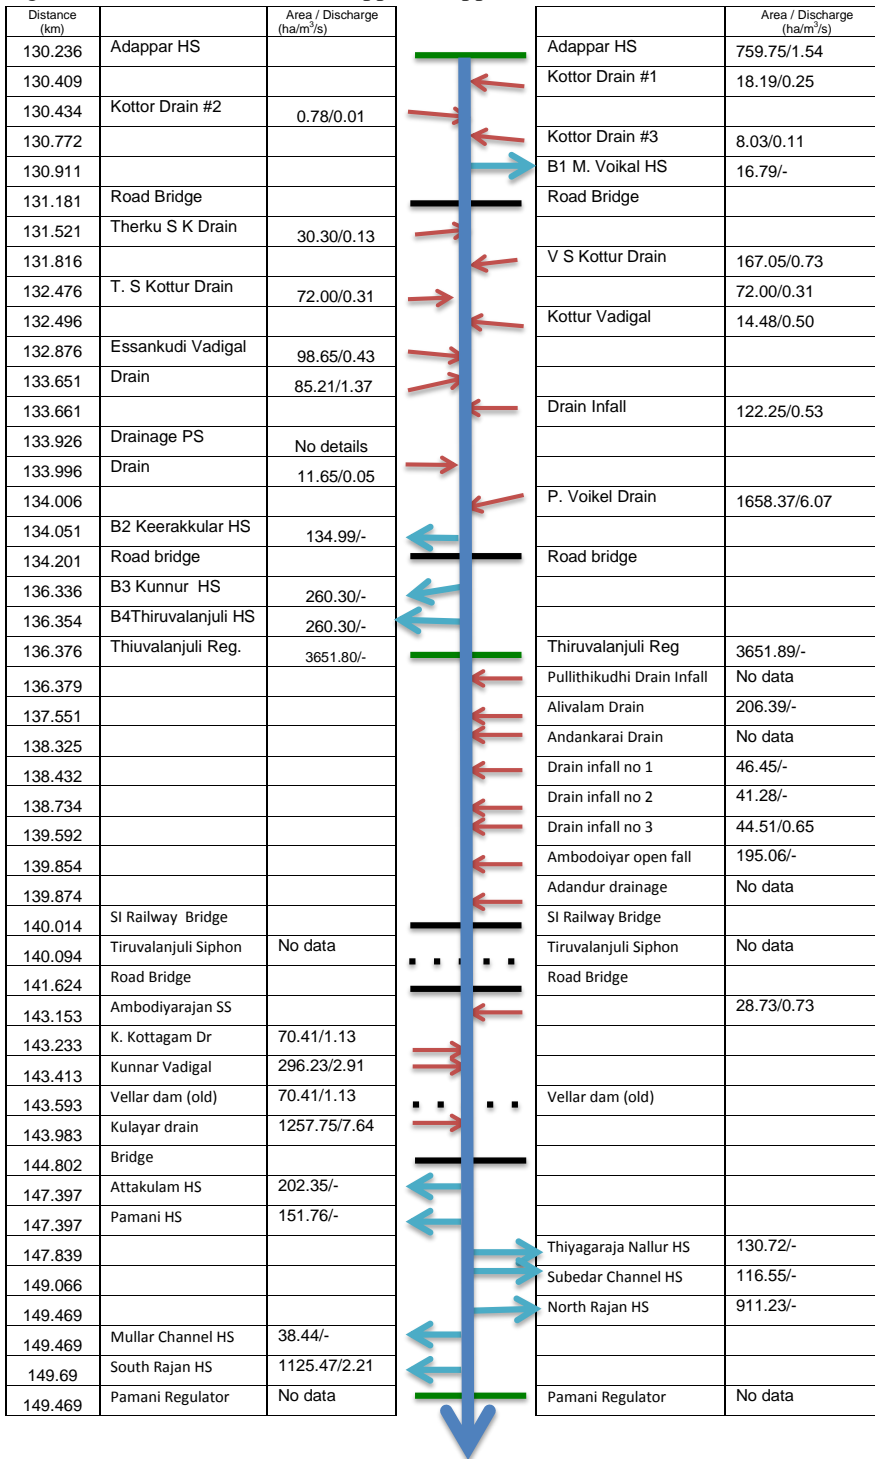 Distance (km) Area / Discharge (ha/m³/s) Area / Discharge (ha/m³/s)
130.236 Adappar HS Adappar HS 759.75/1.54
130.409 Kottor Drain #1 18.19/0.25
130.434 Kottor Drain #2 0.78/0.01
130.772 Kottor Drain #3 8.03/0.11
130.911 B1 M. Voikal HS 16.79/-
131.181 Road Bridge Road Bridge
131.521 Therku S K Drain 30.30/0.13
131.816 V S Kottur Drain 167.05/0.73
132.476 T. S Kottur Drain 72.00/0.31 72.00/0.31
132.496 Kottur Vadigal 14.48/0.50
132.876 Essankudi Vadigal 98.65/0.43
133.651 Drain 85.21/1.37
133.661 Drain Infall 122.25/0.53
133.926 Drainage PS No details
133.996 Drain 11.65/0.05
134.006 P. Voikel Drain 1658.37/6.07
134.051 B2 Keerakkular HS 134.99/-
134.201 Road bridge Road bridge
136.336 B3 Kunnur HS 260.30/-
136.354 B4Thiruvalanjuli HS 260.30/-
136.376 Thiuvalanjuli Reg. 3651.80/- Thiruvalanjuli Reg 3651.89/-
136.379 Pullithikudhi Drain Infall No data
137.551 Alivalam Drain 206.39/-
138.325 Andankarai Drain No data
138.432 Drain infall no 1 46.45/-
138.734 Drain infall no 2 41.28/-
139.592 Drain infall no 3 44.51/0.65
139.854 Ambodoiyar open fall 195.06/-
139.874 Adandur drainage No data
140.014 SI Railway Bridge SI Railway Bridge
140.094 Tiruvalanjuli Siphon No data Tiruvalanjuli Siphon No data
141.624 Road Bridge Road Bridge
143.153 Ambodiyarajan SS 28.73/0.73
143.233 K. Kottagam Dr 70.41/1.13
143.413 Kunnar Vadigal 296.23/2.91
143.593 Vellar dam (old) 70.41/1.13 Vellar dam (old)
143.983 Kulayar drain 1257.75/7.64
144.802 Bridge
147.397 Attakulam HS 202.35/-
147.397 Pamani HS 151.76/-
147.839 Thiyagaraja Nallur HS 130.72/-
149.066 Subedar Channel HS 116.55/-
149.469 North Rajan HS 911.23/-
149.469 Mullar Channel HS 38.44/-
149.69 South Rajan HS 1125.47/2.21
149.469 Pamani Regulator No data Pamani Regulator No data